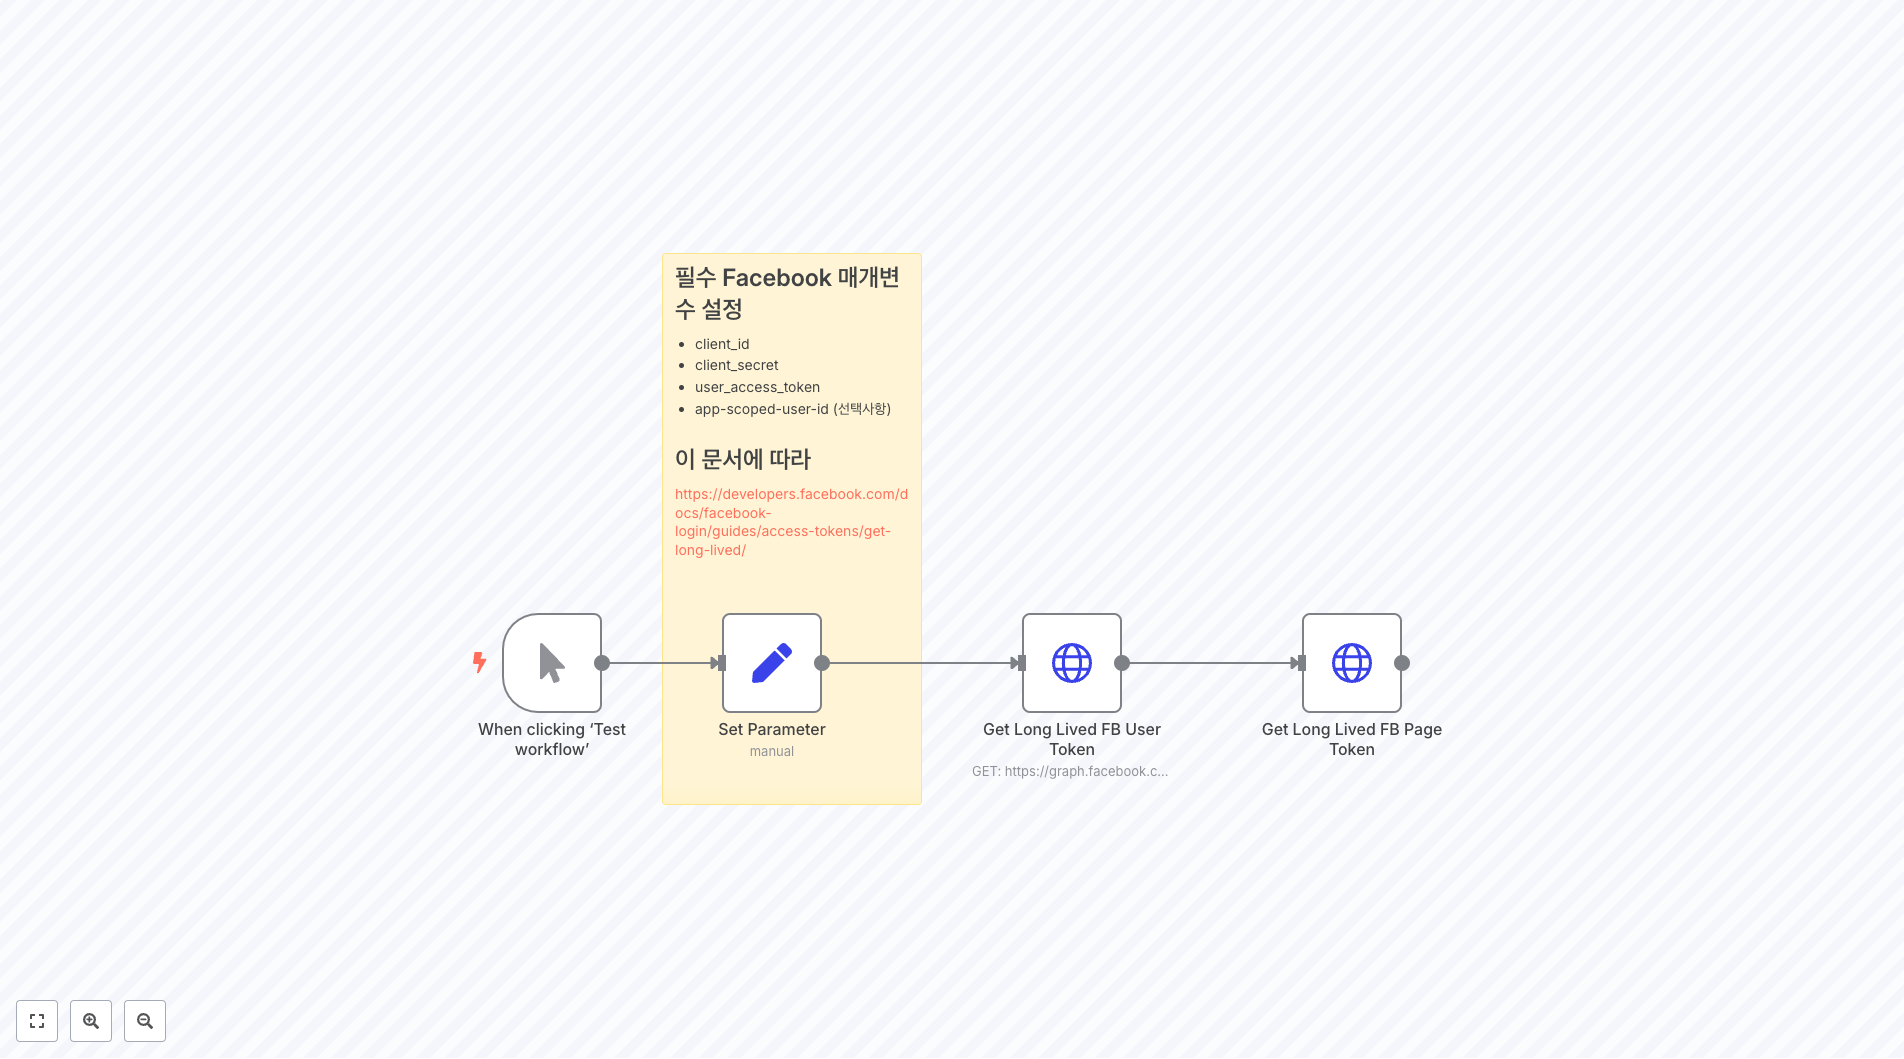 필수 Facebook 매개변
수 설정
client_id
client_secret
user_access_token
app-scoped-user-id (선택사항)
이 문서에 따라
https://developers.facebook.com/d
ocs/facebook-
login/guides/access-tokens/get-
long-lived/
When clicking ‘Test
workflow’
Set Parameter
manual
Get Long Lived FB User
Token
GET: https://graph.facebook.c...
Get Long Lived FB Page
Token